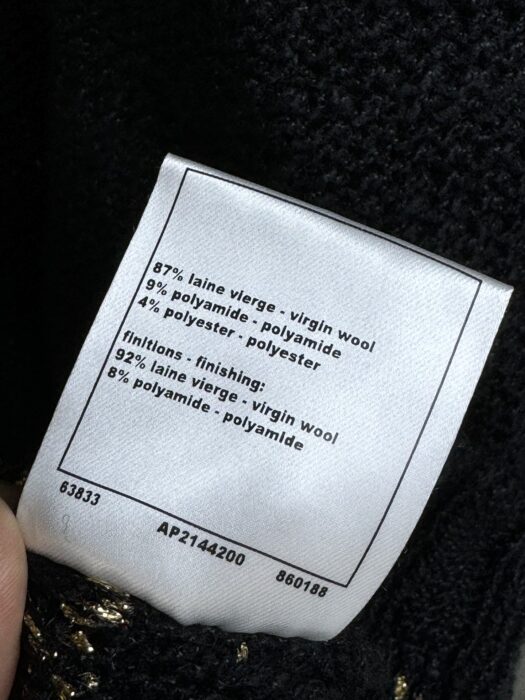 87% laine vierge - virgin wool
9% polyamide - polyamide
4% polyester - polyester
finitions - finishing:
92% laine vierge - virgin wool
8% polyamide - polyamide
63833
AP2144200
860188